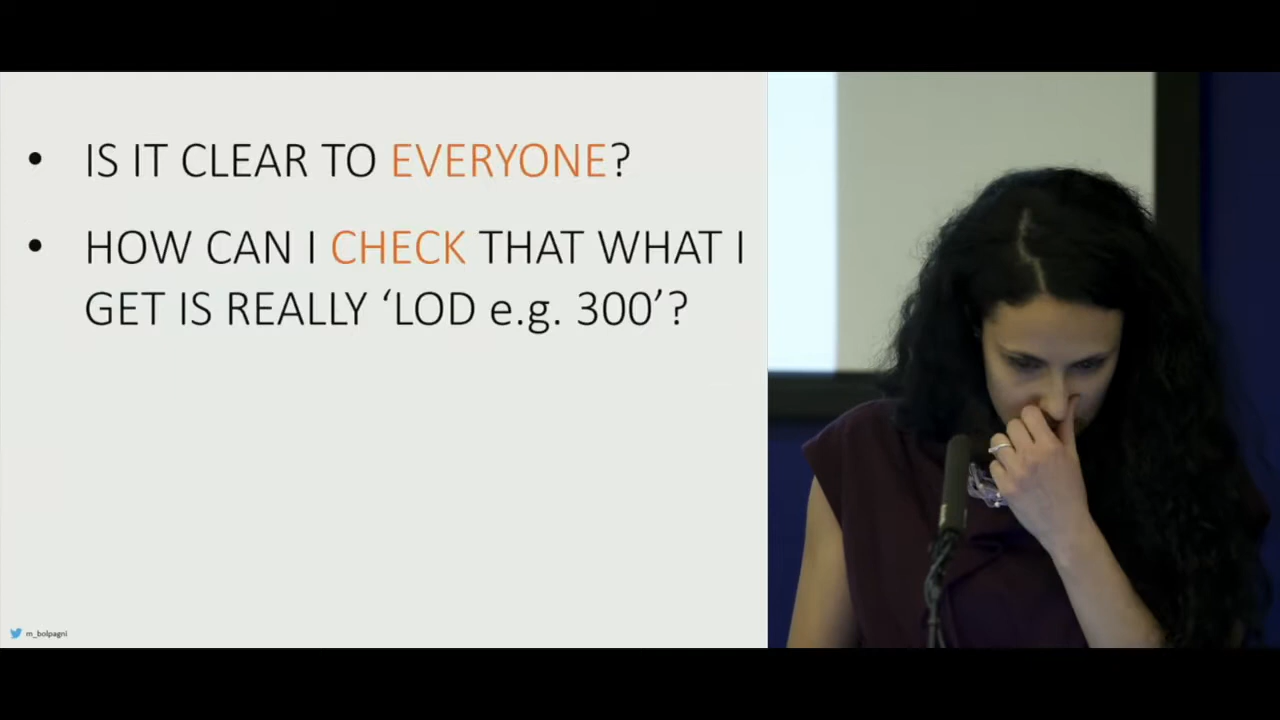 • IS IT CLEAR TO EVERYONE?
• HOW CAN I CHECK THAT WHAT I
GET IS REALLY ‘LOD e.g. 300’?
m_bolpagni